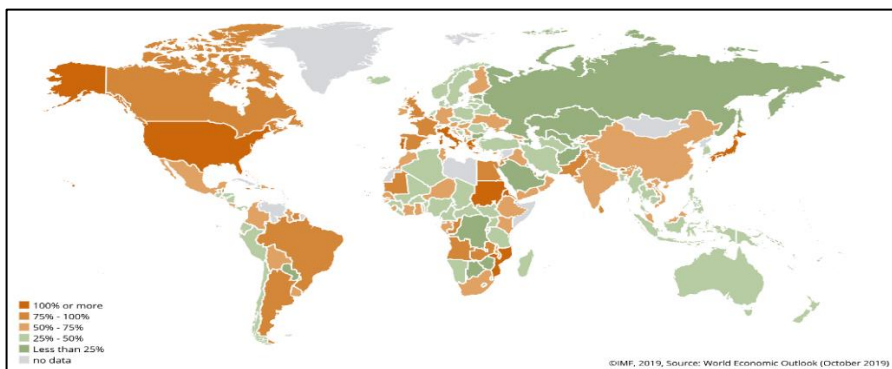 100% or more
75% - 100%
50% - 75%
25% - 50%
Less than 25%
no data
©IMF, 2019, Source: World Economic Outlook (October 2019)